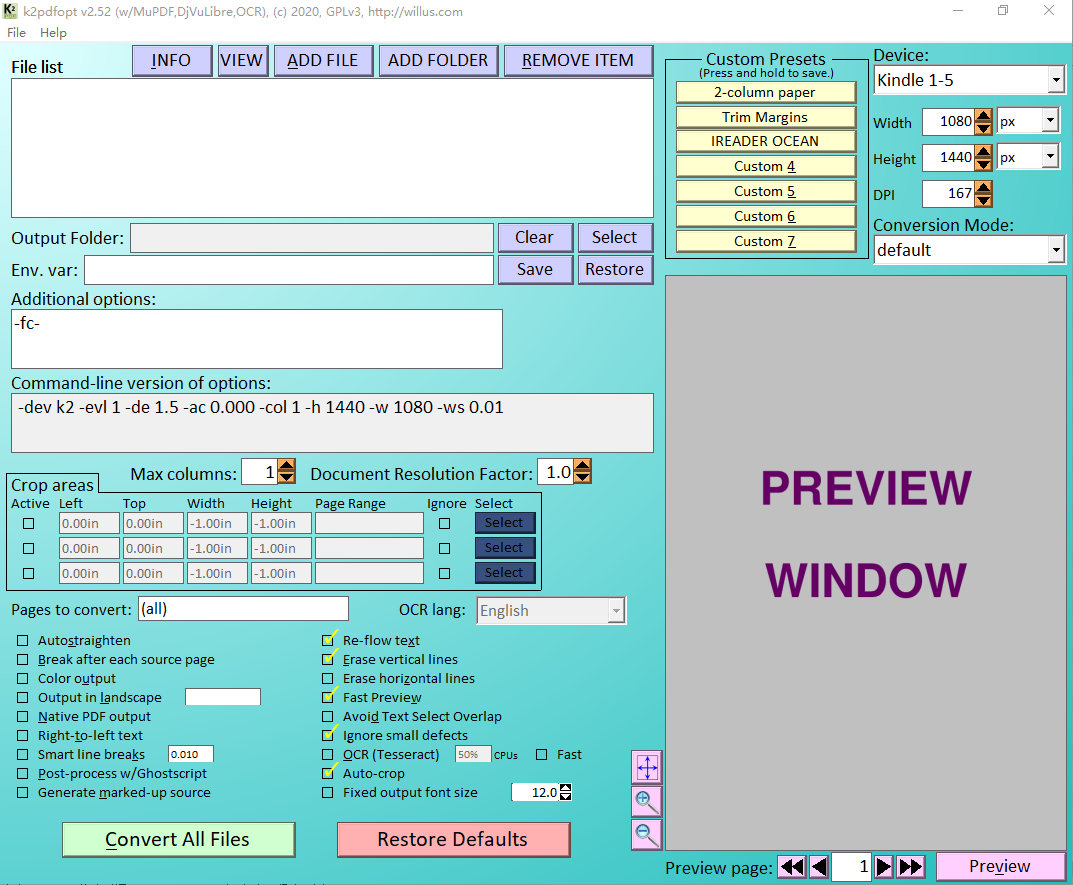 K2 k2pdfopt v2.52 (w/MuPDF,DjVuLibre,OCR), (c) 2020, GPLv3, http://willus.com
File Help
File list INFO VIEW ADD FILE ADD FOLDER REMOVE ITEM
Custom Presets
(Press and hold to save.)
2-column paper
Trim Margins
IREADER OCEAN
Custom 4
Custom 5
Custom 6
Custom 7
Device:
Kindle 1-5
Width 1080 px
Height 1440 px
DPI 167
Conversion Mode:
default
Output Folder: Clear Select
Env. var: Save Restore
Additional options:
-fc-
Command-line version of options:
-dev k2 -evl 1 -de 1.5 -ac 0.000 -col 1 -h 1440 -w 1080 -ws 0.01
Max columns: 1 Document Resolution Factor: 1.0
Crop areas
Active Left Top Width Height Page Range Ignore Select
0.00in 0.00in -1.00in -1.00in Select
0.00in 0.00in -1.00in -1.00in Select
0.00in 0.00in -1.00in -1.00in Select
Pages to convert: (all) OCR lang: English
Autostraighten
Break after each source page
Color output
Output in landscape
Native PDF output
Right-to-left text
Smart line breaks 0.010
Post-process w/Ghostscript
Generate marked-up source
Re-flow text
Erase vertical lines
Erase horizontal lines
Fast Preview
Avoid Text Select Overlap
Ignore small defects
OCR (Tesseract) 50% CPUs Fast
Auto-crop
Fixed output font size 12.0
Convert All Files Restore Defaults
PREVIEW
WINDOW
Preview page: 1 Preview